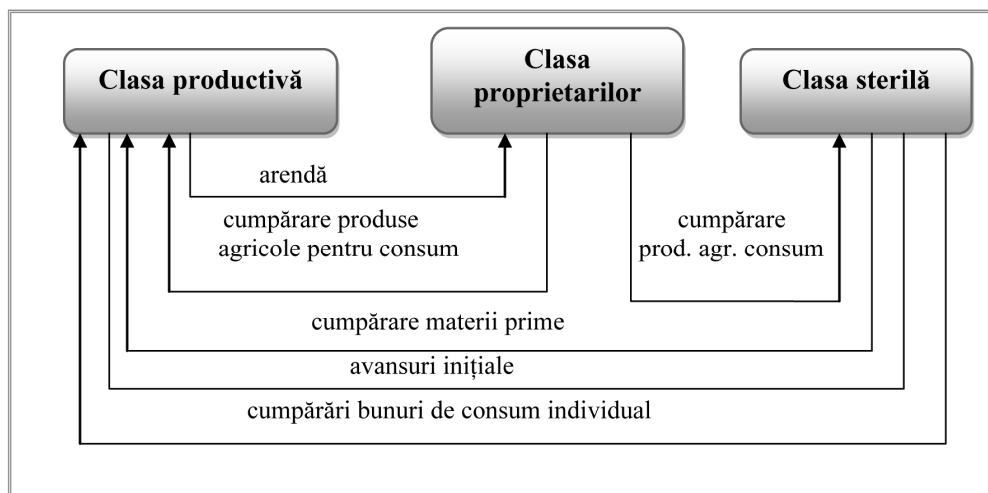 Clasa productivă
Clasa
proprietarilor
Clasa sterilă
arendă
cumpărare produse
agricole pentru consum
cumpărare
prod. agr. consum
cumpărare materii prime
avansuri inițiale
cumpărări bunuri de consum individual